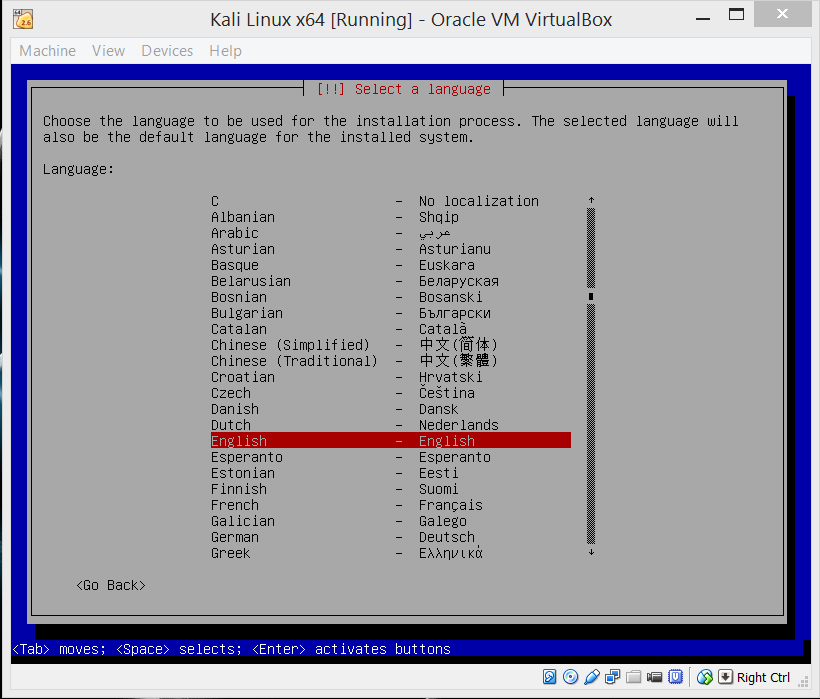 Kali Linux x64 [Running] - Oracle VM VirtualBox
Machine View Devices Help
[!!] Select a language
Choose the language to be used for the installation process. The selected language will
also be the default language for the installed system.
Language:
C - No localization
Albanian - Shqip
Arabic - عربي
Asturian - Asturianu
Basque - Euskara
Belarusian - Беларуская
Bosnian - Bosanski
Bulgarian - Български
Catalan - Català
Chinese (Simplified) - 中文(简体)
Chinese (Traditional) - 中文(繁體)
Croatian - Hrvatski
Czech - Čeština
Danish - Dansk
Dutch - Nederlands
English - English
Esperanto - Esperanto
Estonian - Eesti
Finnish - Suomi
French - Français
Galician - Galego
German - Deutsch
Greek - Ελληνικά
<Go Back>
<Tab> moves; <Space> selects; <Enter> activates buttons
Right Ctrl